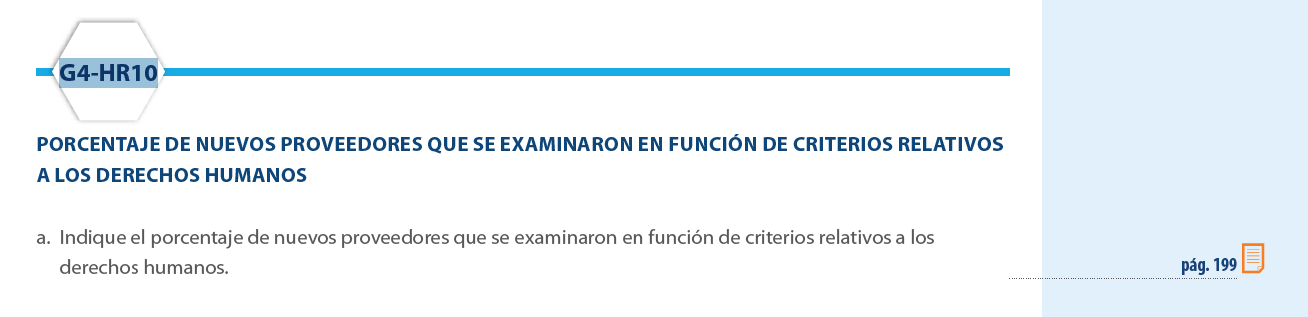 G4-HR10
PORCENTAJE DE NUEVOS PROVEEDORES QUE SE EXAMINARON EN FUNCIÓN DE CRITERIOS RELATIVOS
A LOS DERECHOS HUMANOS
a. Indique el porcentaje de nuevos proveedores que se examinaron en función de criterios relativos a los
derechos humanos.
pág. 199